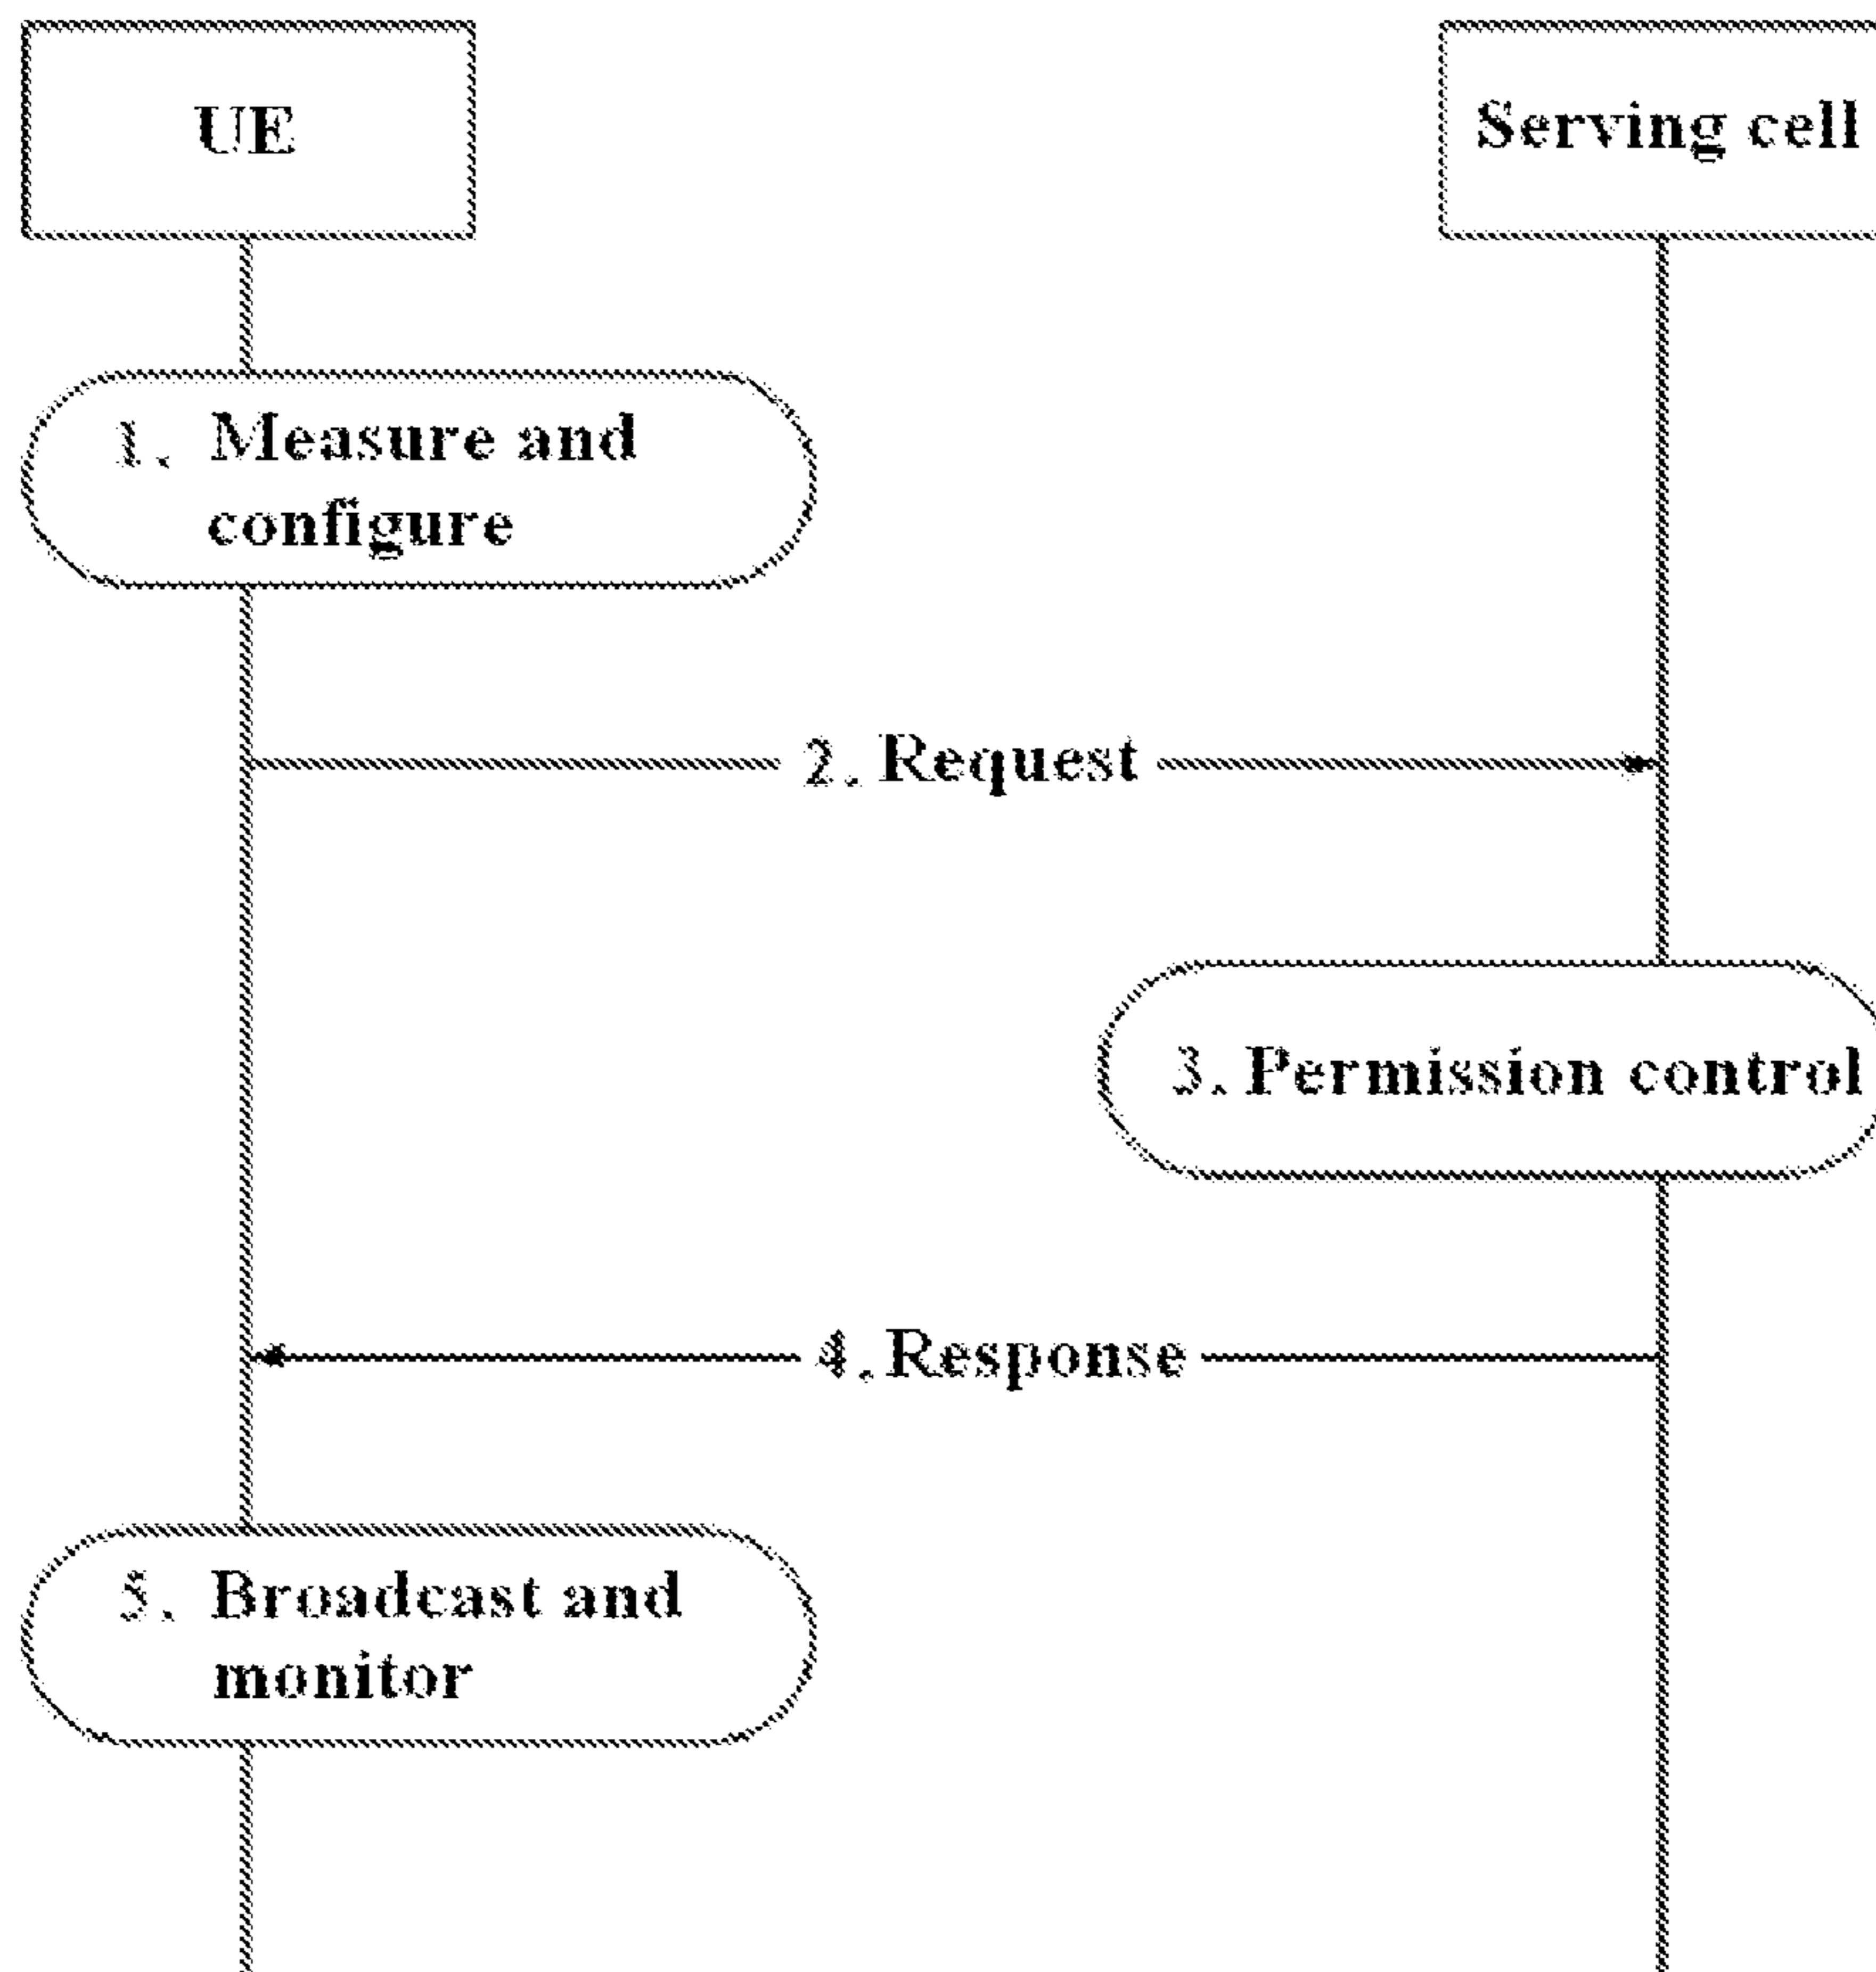 UE
Serving cell
1. Measure and
configure
2. Request
3. Permission control
4. Response
5. Broadcast and
monitor